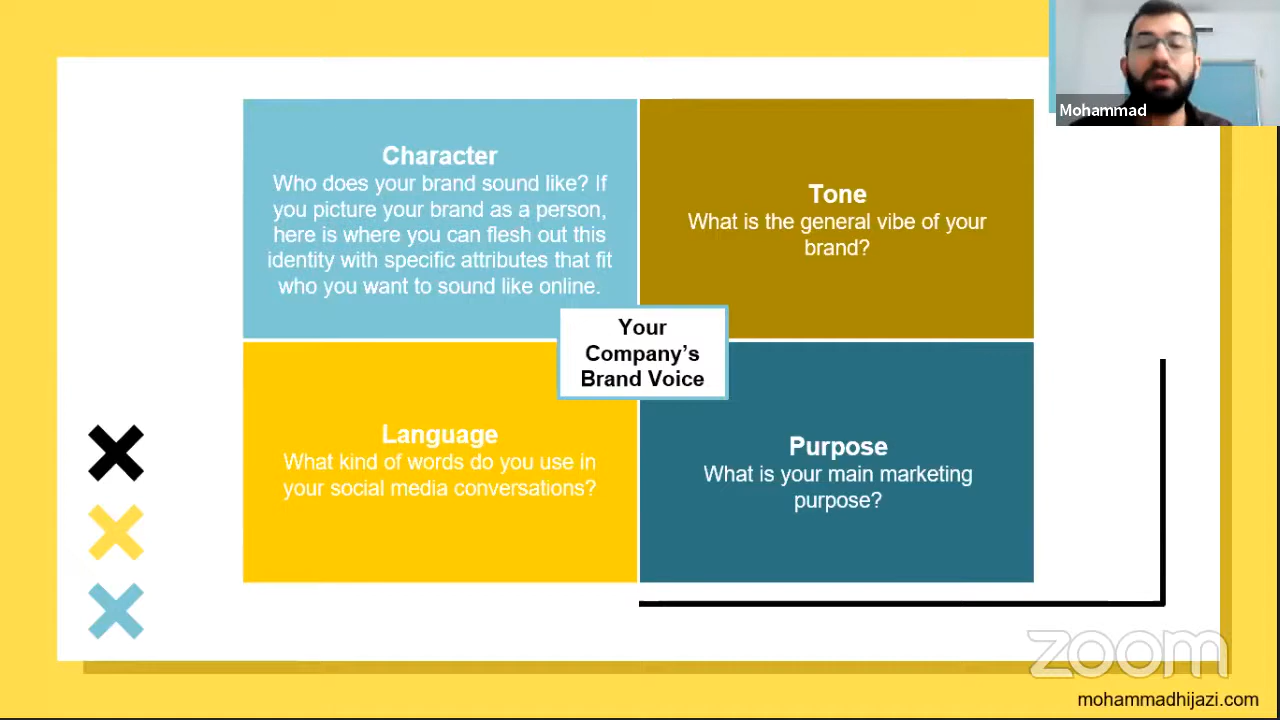 Mohammad
Character
Who does your brand sound like? If
you picture your brand as a person,
here is where you can flesh out this
identity with specific attributes that fit
who you want to sound like online.
Tone
What is the general vibe of your
brand?
Your
Company’s
Brand Voice
Language
What kind of words do you use in
your social media conversations?
Purpose
What is your main marketing
purpose?
zoom
mohammadhijazi.com